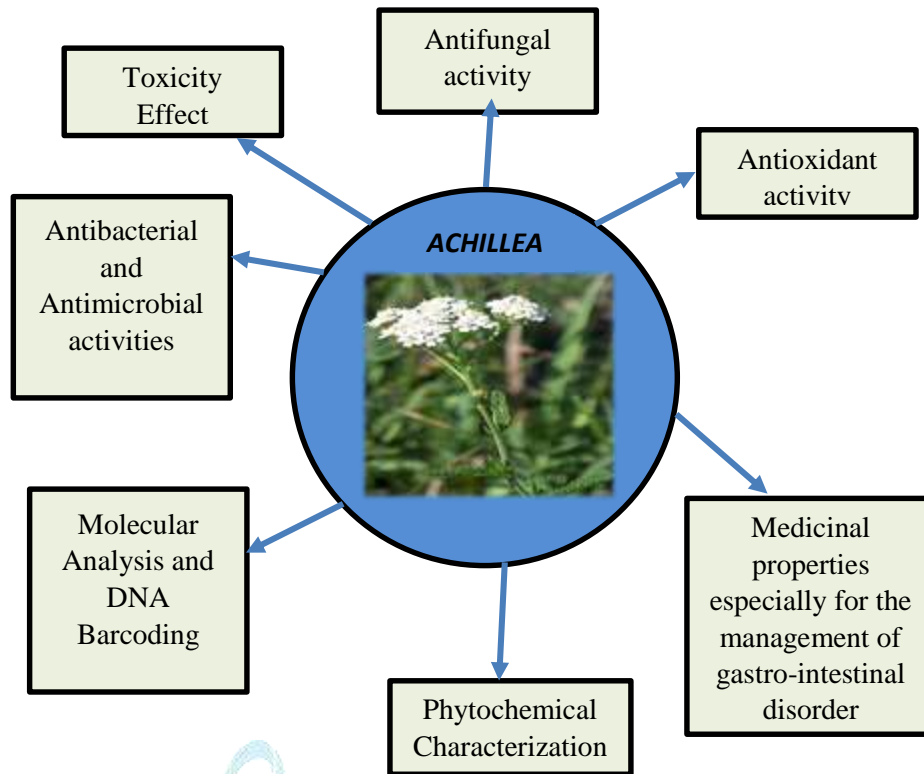 Antifungal
activity
Toxicity
Effect
Antioxidant
activity
ACHILLEA
Antibacterial
and
Antimicrobial
activities
Molecular
Analysis and
DNA
Barcoding
Medicinal
properties
especially for the
management of
gastro-intestinal
disorder
Phytochemical
Characterization